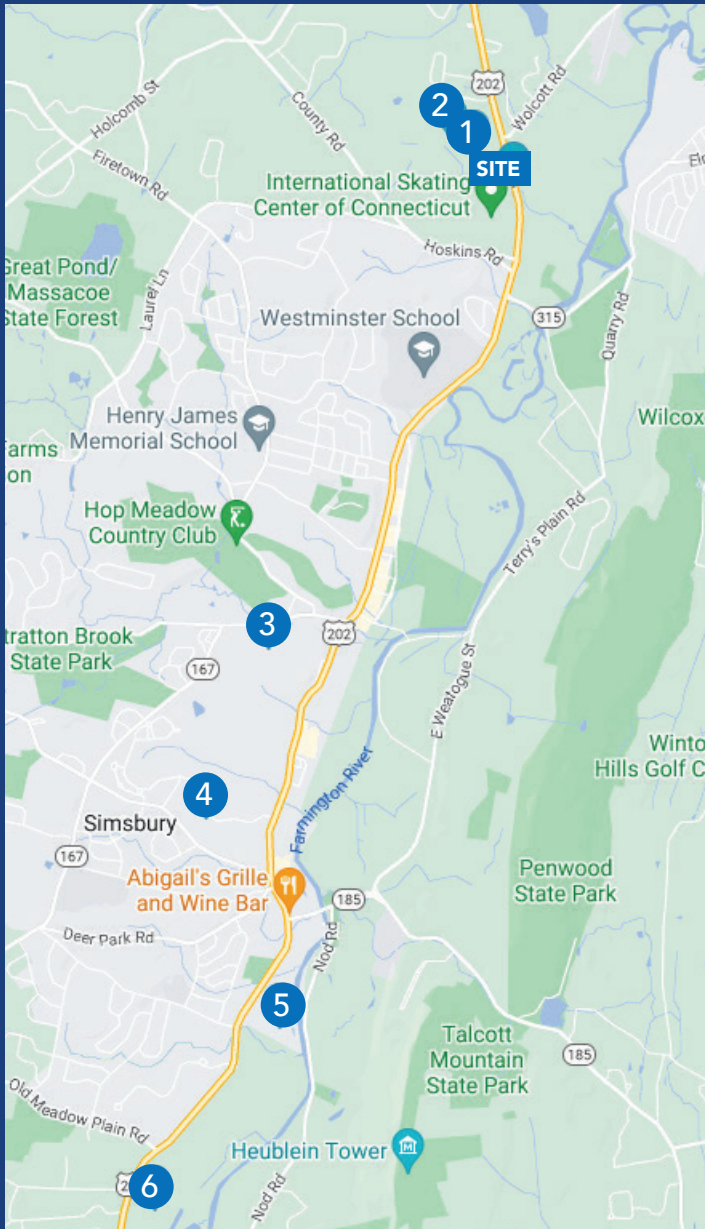 202
Wolcott Rd
Holcomb St
County Rd
2
1
SITE
Firetown Rd
International Skating
Center of Connecticut
Hoskins Rd
Great Pond/
Massacoe
State Forest
Laurel Ln
Westminster School
315
Quarry Rd
Henry James
Memorial School
Wilcox
arms
on
Hop Meadow
Country Club
Terry's Plain Rd
3
202
tratton Brook
State Park
167
E Weatogue St
Winto
Hills Golf C
Farmington River
4
Simsbury
167
Abigail's Grille
and Wine Bar
Penwood
State Park
185
Deer Park Rd
Nod Rd
5
Talcott
Mountain
State Park
185
Old Meadow Plain Rd
Heublein Tower
6
Nod Rd